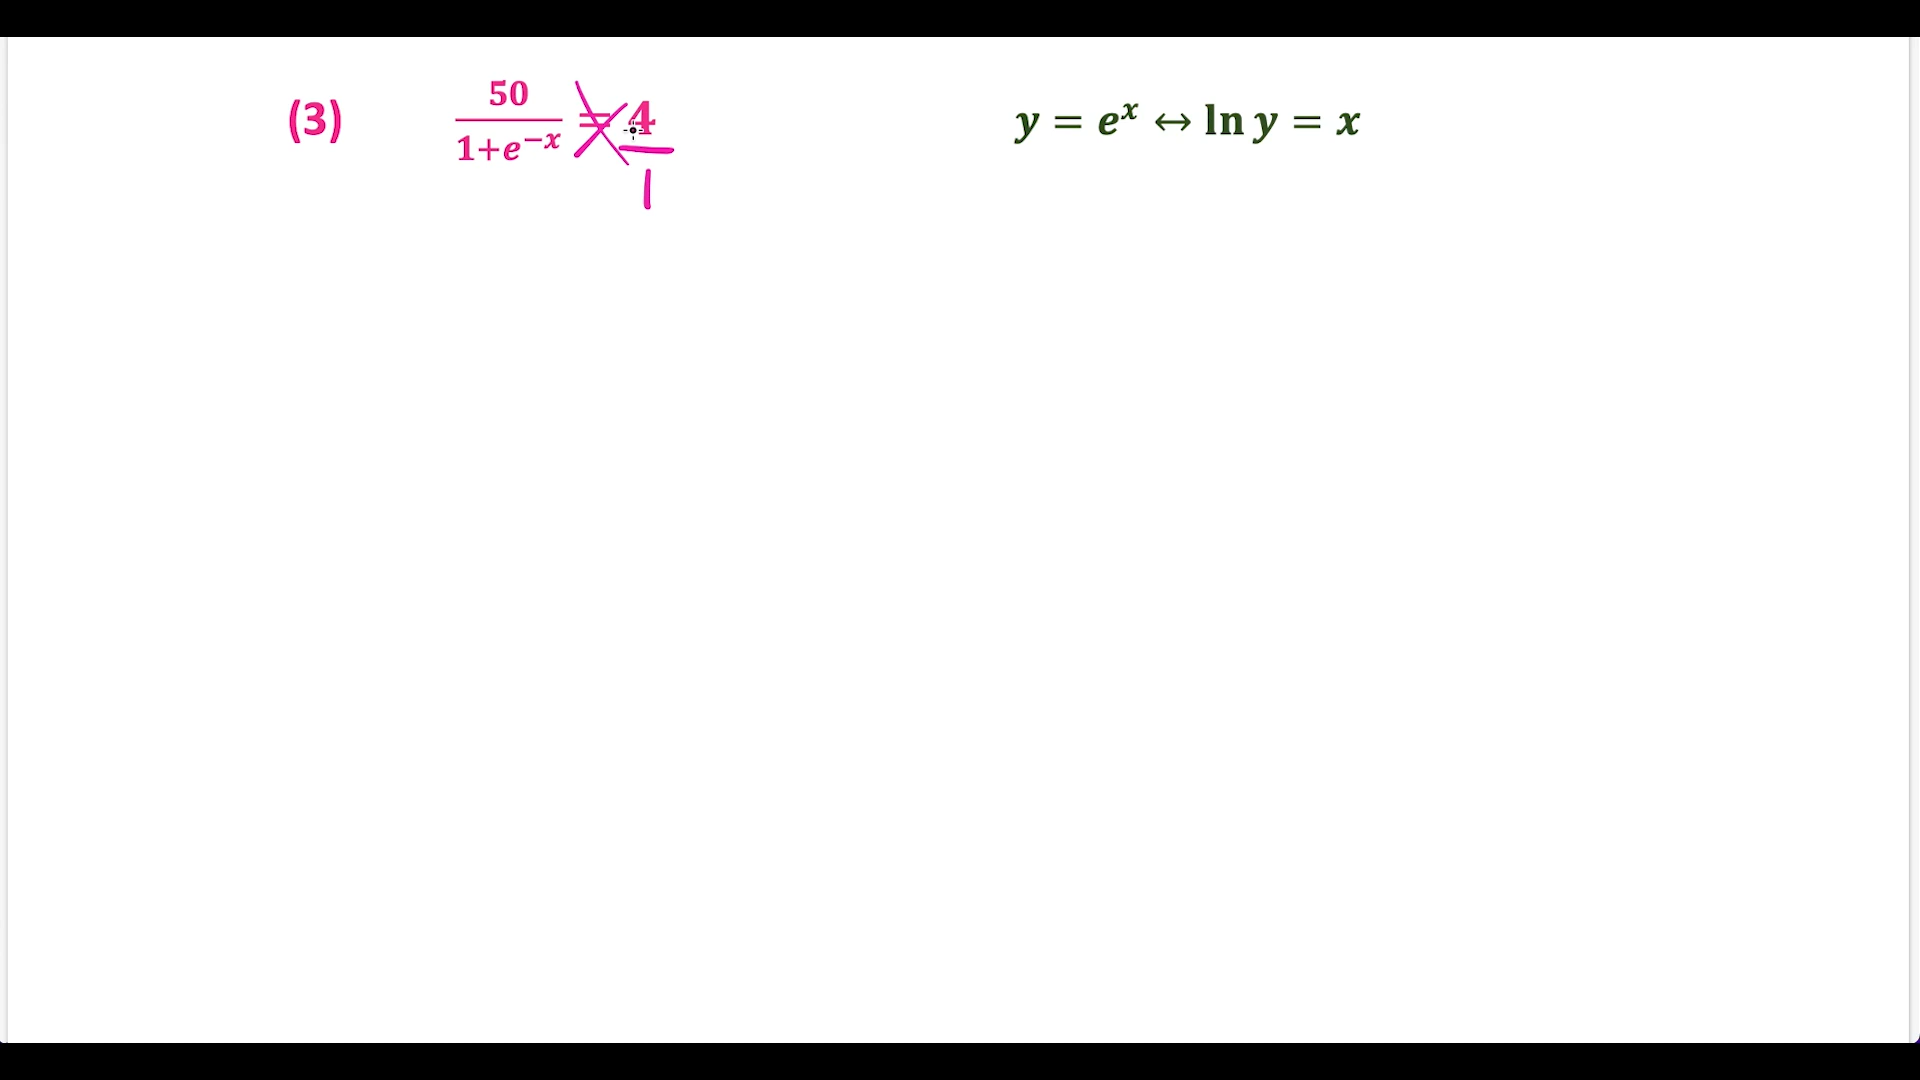 (3) 50/1+e^−x = 4/1
y = e^x ↔ ln y = x